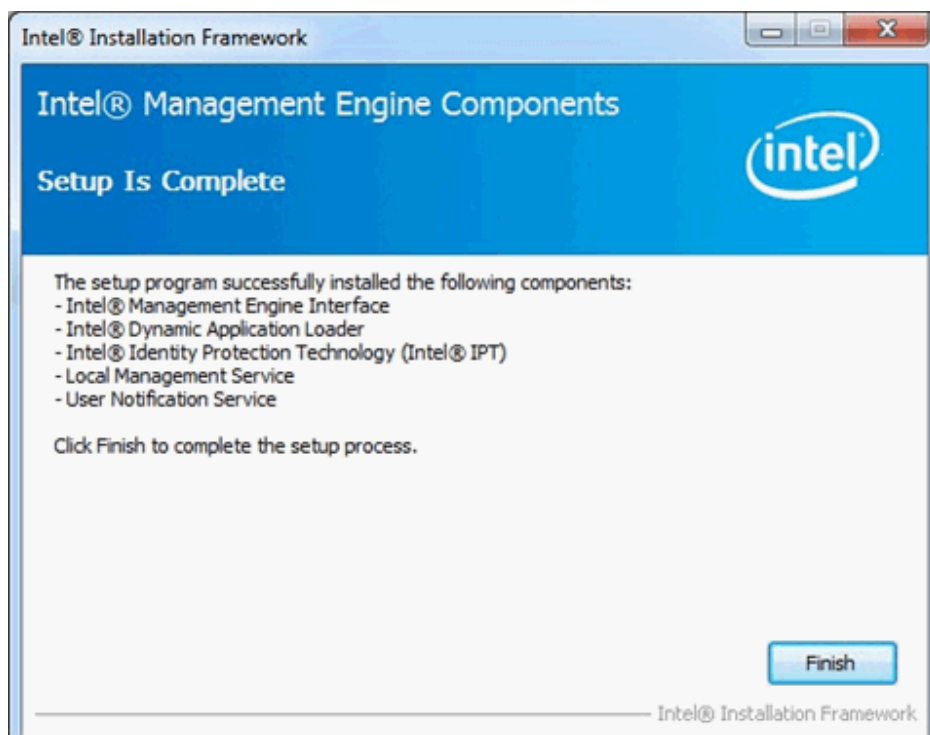 Intel® Installation Framework
Intel® Management Engine Components
intel
Setup Is Complete
The setup program successfully installed the following components:
- Intel® Management Engine Interface
- Intel® Dynamic Application Loader
- Intel® Identity Protection Technology (Intel® IPT)
- Local Management Service
- User Notification Service
Click Finish to complete the setup process.
Finish
Intel® Installation Framework